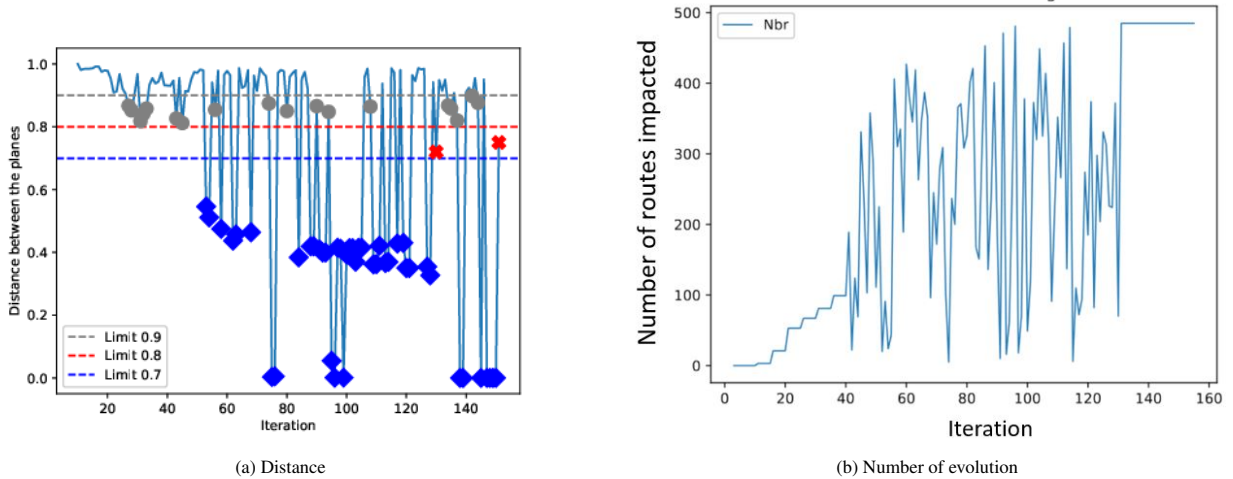 1.0
0.8
0.6
0.4
0.2
0.0
Distance between the planes
Limit 0.9
Limit 0.8
Limit 0.7
20 40 60 80 100 120 140
Iteration
(a) Distance
500
400
300
200
100
0
Number of routes impacted
Nbr
0 20 40 60 80 100 120 140 160
Iteration
(b) Number of evolution